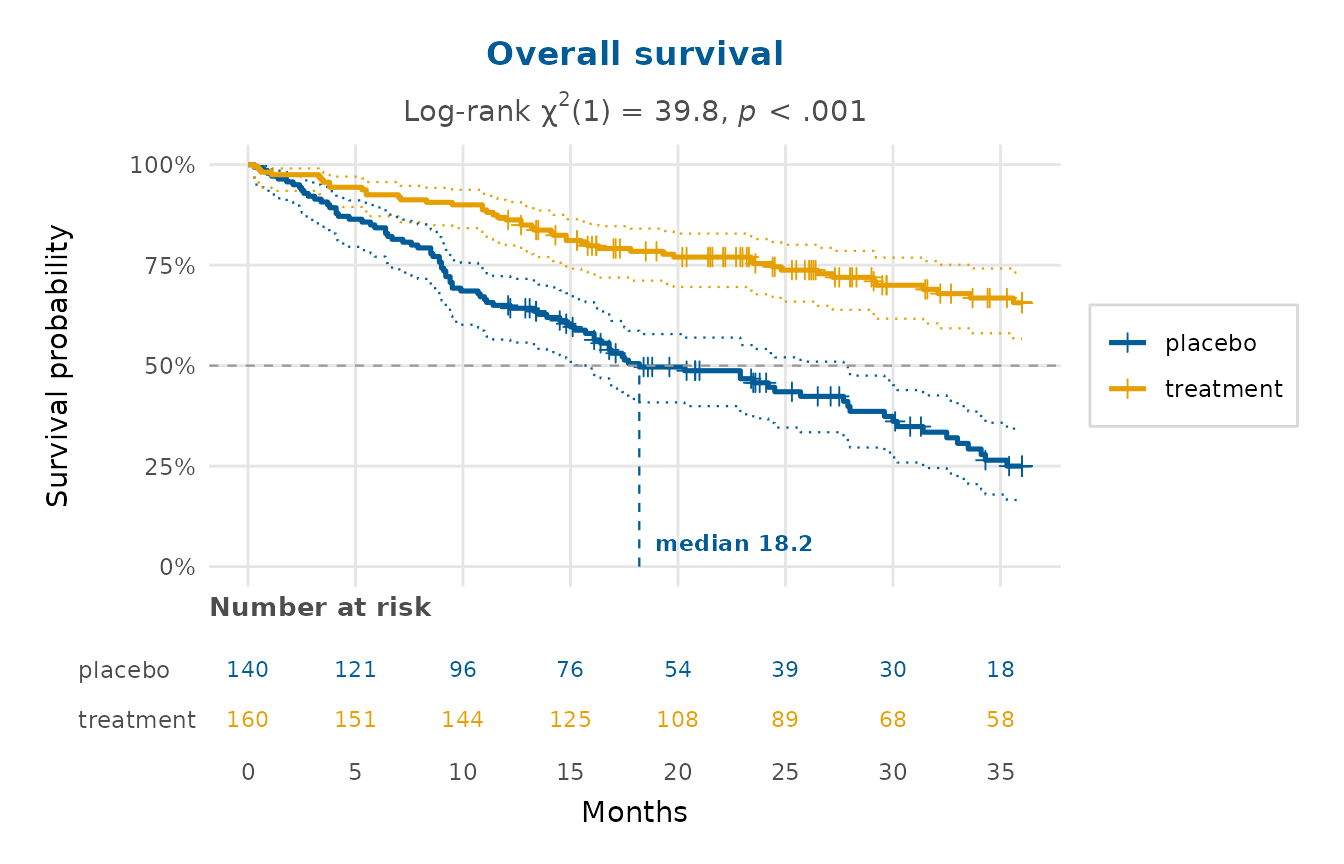 Overall survival
Log-rank χ²(1) = 39.8, p < .001
Survival probability
100%
75%
50%
25%
0%
median 18.2
placebo
treatment
Number at risk
placebo 140 121 96 76 54 39 30 18
treatment 160 151 144 125 108 89 68 58
0 5 10 15 20 25 30 35
Months